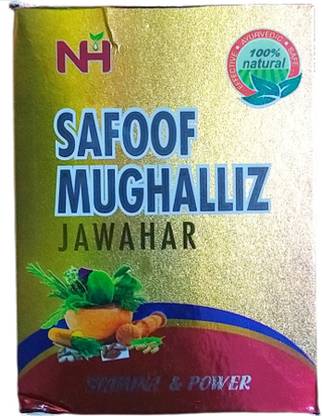 NH
EFFECTIVE • AYURVEDIC • SAFE
100%
natural
SAFOOF
MUGHALLIZ
JAWAHAR
STAMINA & POWER